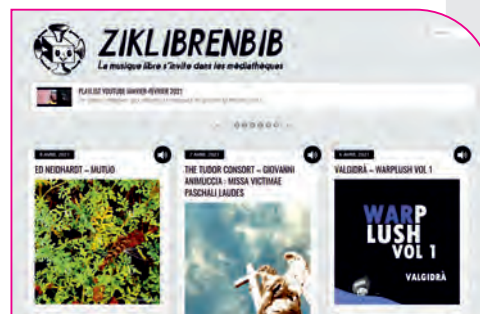 ZIKLIBRENBIB
La musique libre s'invite dans les médiathèques
PLAYLIST YOUTUBE JANVIER-FÉVRIER 2021
AVRIL 2021
7 AVRIL 2021
AVRIL 2021
ED NEIDHARDT – MUTUO
THE TUDOR CONSORT – GIOVANNI
ANIMUCCIA : MISSA VICTIMAE
PASCHALI LAUDES
VALGIDRÀ – WARPLUSH VOL 1
WARP
LUSH
VOL 1
VALGIDRÀ